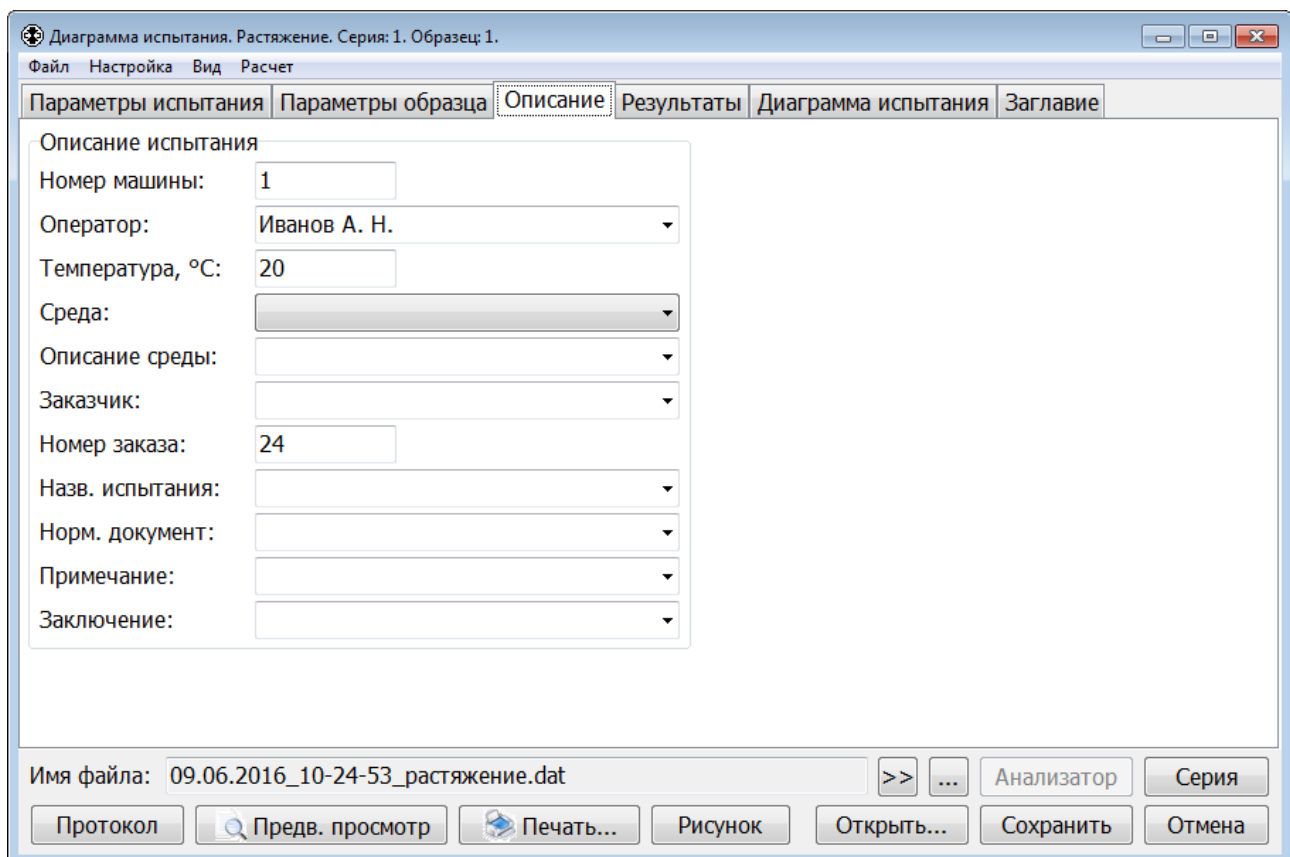 Диаграмма испытания. Растяжение. Серия: 1. Образец: 1.
Файл Настройка Вид Расчет
Параметры испытания Параметры образца Описание Результаты Диаграмма испытания Заглавие
Описание испытания
Номер машины: 1
Оператор: Иванов А. Н.
Температура, °C: 20
Среда:
Описание среды:
Заказчик:
Номер заказа: 24
Назв. испытания:
Норм. документ:
Примечание:
Заключение:
Имя файла: 09.06.2016_10-24-53_растяжение.dat >> ... Анализатор Серия
Протокол Предв. просмотр Печать... Рисунок Открыть... Сохранить Отмена